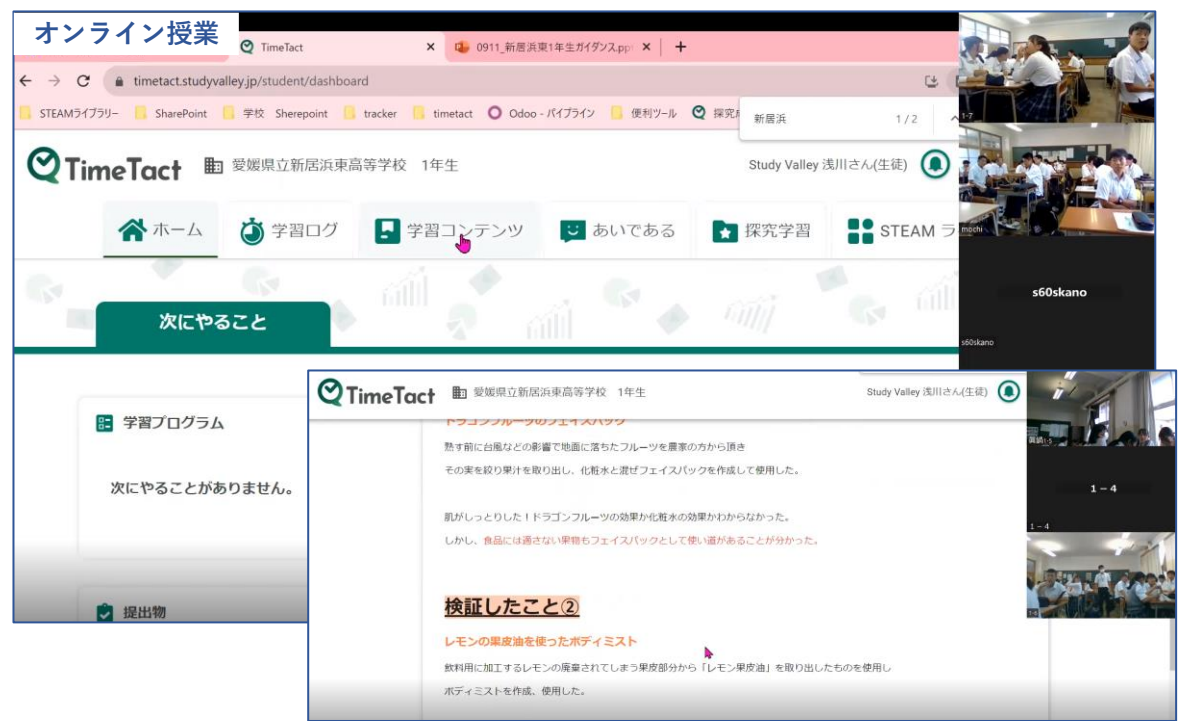 オンライン授業
TimeTact
0911_新居浜東1年生ガイダンス.pp
timetact.studyvalley.jp/student/dashboard
STEAMライブラリー SharePoint 学校 Sherepoint tracker timetact Odoo - パイプライン 便利ツール
新居浜 1 / 2
1-7
TimeTact 愛媛県立新居浜東高等学校 1年生 Study Valley 浅川さん(生徒)
ホーム 学習ログ 学習コンテンツ あいである 探究学習 STEAM ラ
mochi
s60skano
s60skano
次にやること
学習プログラム
次にやることがありません。
提出物
TimeTact 愛媛県立新居浜東高等学校 1年生 Study Valley 浅川さん(生徒)
ドラゴンフルーツのフェイスパック
熟す前に台風などの影響で地面に落ちたフルーツを農家の方から頂き
その実を絞り果汁を取り出し、化粧水と混ぜフェイスパックを作成して使用した。
肌がしっとりした！ドラゴンフルーツの効果か化粧水の効果かわからなかった。
しかし、食品には適さない果物もフェイスパックとして使い道があることが分かった。
検証したこと②
レモンの果皮油を使ったボディミスト
飲料用に加工するレモンの廃棄されてしまう果皮部分から「レモン果皮油」を取り出したものを使用し
ボディミストを作成、使用した。
1 − 4
1 − 4